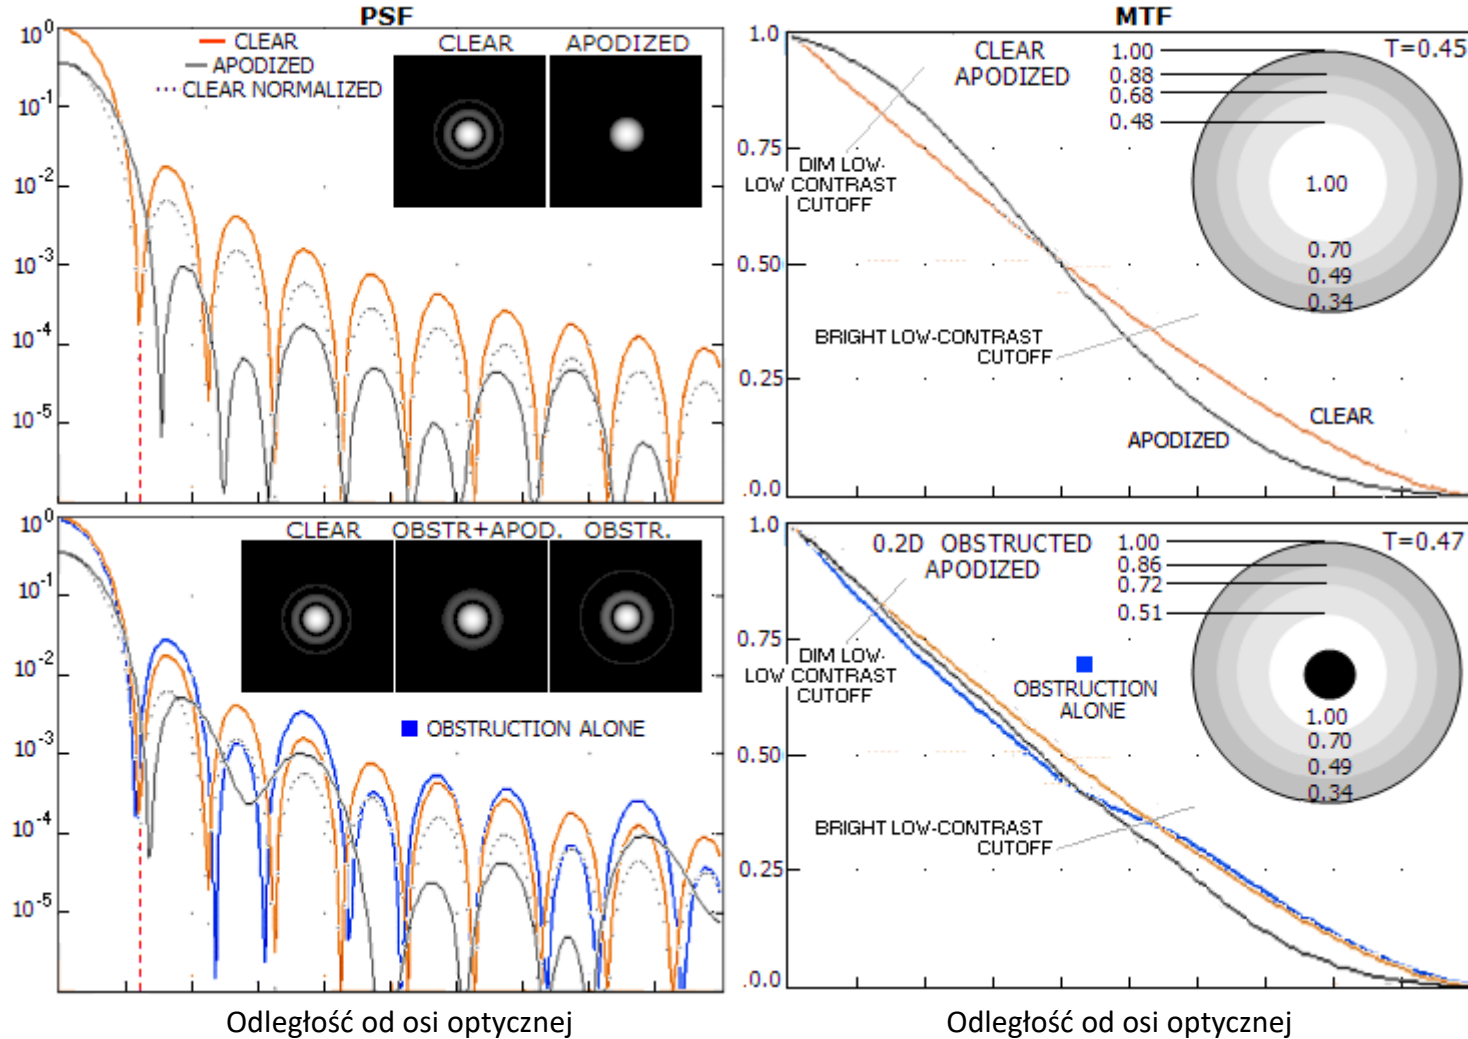 PSF
10^0
10^-1
10^-2
10^-3
10^-4
10^-5
CLEAR
APODIZED
CLEAR NORMALIZED
CLEAR
APODIZED
MTF
1.0
0.75
0.50
0.25
.0.0
CLEAR
APODIZED
DIM LOW-
LOW CONTRAST
CUTOFF
BRIGHT LOW-CONTRAST
CUTOFF
CLEAR
APODIZED
T=0.45
1.00
0.88
0.68
0.48
1.00
0.70
0.49
0.34
10^0
10^-1
10^-2
10^-3
10^-4
10^-5
CLEAR
OBSTR+APOD.
OBSTR.
OBSTRUCTION ALONE
Odległość od osi optycznej
1.0
0.75
0.50
0.25
.0.0
0.2D OBSTRUCTED
APODIZED
DIM LOW-
LOW CONTRAST
CUTOFF
OBSTRUCTION
ALONE
BRIGHT LOW-CONTRAST
CUTOFF
T=0.47
1.00
0.86
0.72
0.51
1.00
0.70
0.49
0.34
Odległość od osi optycznej